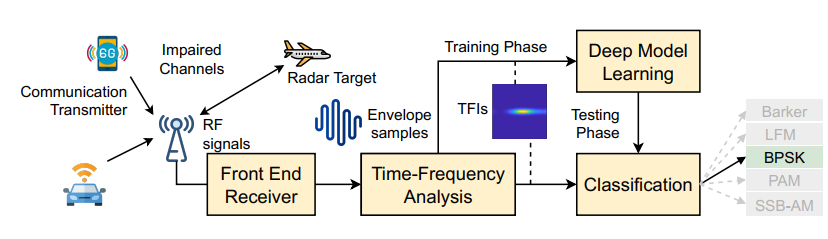 6G
Impaired
Channels
Communication
Transmitter
Radar Target
RF
signals
Envelope
samples
Training Phase
TFIs
Deep Model
Learning
Testing
Phase
Front End
Receiver
Time-Frequency
Analysis
Classification
Barker
LFM
BPSK
PAM
SSB-AM